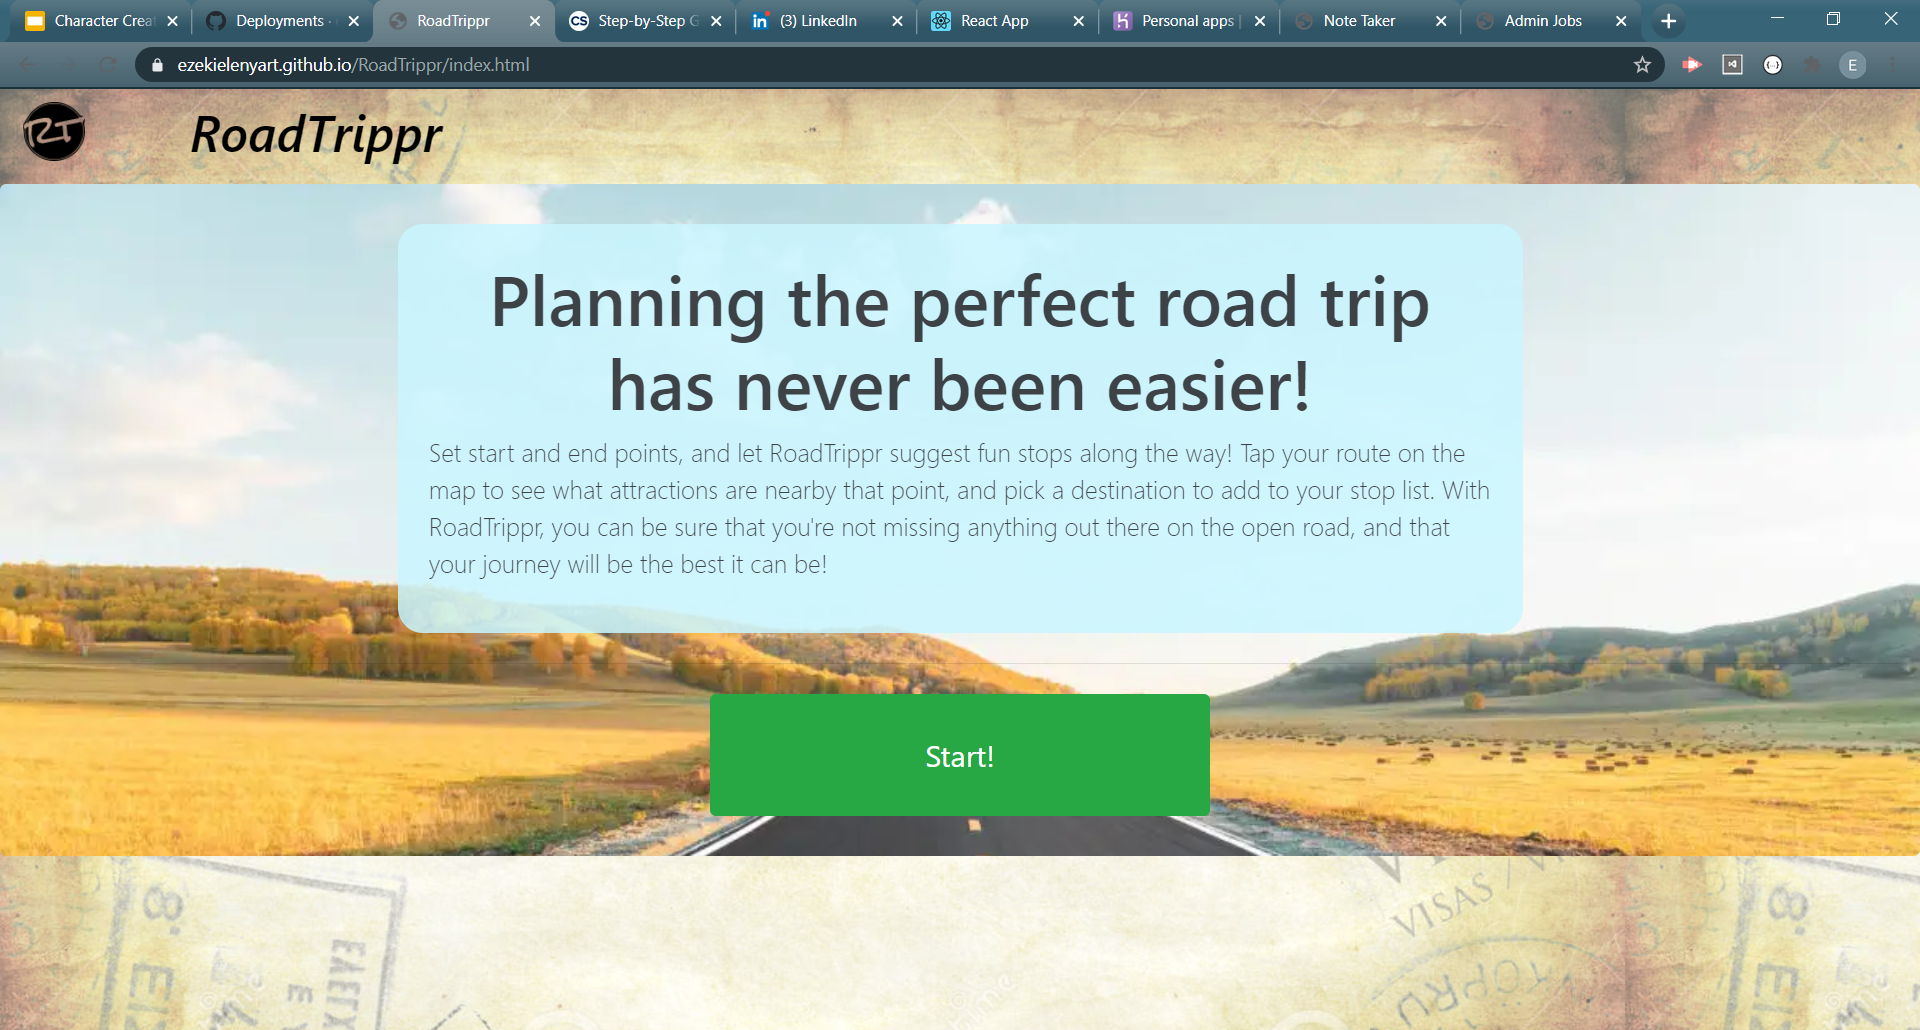 Character Crea
Deployments ·
RoadTrippr
Step-by-Step G
(3) LinkedIn
React App
Personal apps |
Note Taker
Admin Jobs
ezekielenyart.github.io/RoadTrippr/index.html
E
RT
RoadTrippr
Planning the perfect road trip
has never been easier!
Set start and end points, and let RoadTrippr suggest fun stops along the way! Tap your route on the
map to see what attractions are nearby that point, and pick a destination to add to your stop list. With
RoadTrippr, you can be sure that you're not missing anything out there on the open road, and that
your journey will be the best it can be!
Start!
VISAS